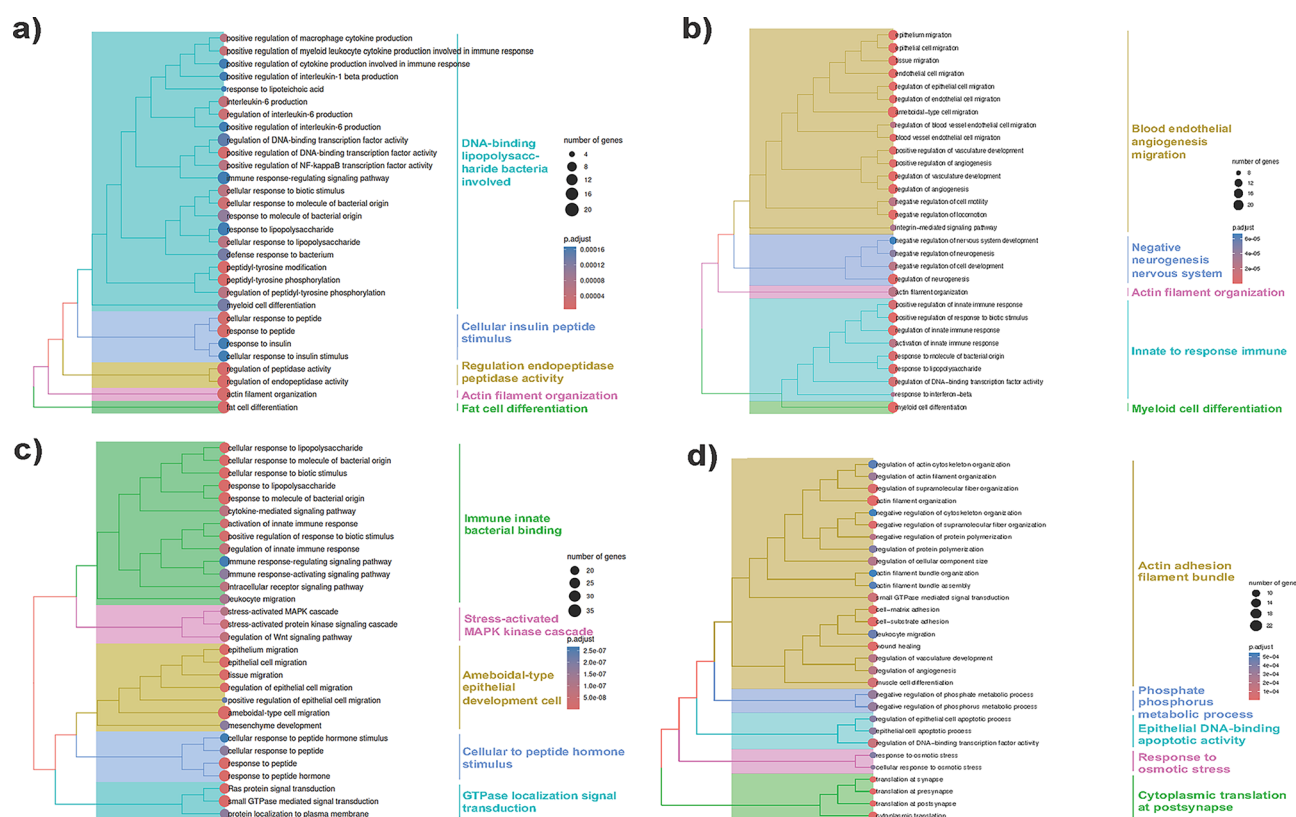 a)
positive regulation of macrophage cytokine production
positive regulation of myeloid leukocyte cytokine production involved in immune response
positive regulation of cytokine production involved in immune response
positive regulation of interleukin-1 beta production
response to lipoteichoic acid
interleukin-6 production
regulation of interleukin-6 production
positive regulation of interleukin-6 production
regulation of DNA-binding transcription factor activity
positive regulation of DNA-binding transcription factor activity
positive regulation of NF-kappaB transcription factor activity
immune response-regulating signaling pathway
cellular response to biotic stimulus
cellular response to molecule of bacterial origin
response to molecule of bacterial origin
response to lipopolysaccharide
cellular response to lipopolysaccharide
defense response to bacterium
peptidyl-tyrosine modification
peptidyl-tyrosine phosphorylation
regulation of peptidyl-tyrosine phosphorylation
myeloid cell differentiation
cellular response to peptide
response to peptide
response to insulin
cellular response to insulin stimulus
regulation of peptidase activity
regulation of endopeptidase activity
actin filament organization
fat cell differentiation
DNA-binding
lipopolysacc-
haride bacteria
involved
Cellular insulin peptide
stimulus
Regulation endopeptidase
peptidase activity
Actin filament organization
Fat cell differentiation
number of genes
4
8
12
16
20
p.adjust
0.00016
0.00012
0.00008
0.00004
b)
epithelium migration
epithelial cell migration
tissue migration
endothelial cell migration
regulation of epithelial cell migration
regulation of endothelial cell migration
ameboidal-type cell migration
regulation of blood vessel endothelial cell migration
blood vessel endothelial cell migration
positive regulation of vasculature development
positive regulation of angiogenesis
regulation of vasculature development
regulation of angiogenesis
negative regulation of cell motility
negative regulation of locomotion
integrin-mediated signaling pathway
negative regulation of nervous system development
negative regulation of neurogenesis
negative regulation of cell development
regulation of neurogenesis
actin filament organization
positive regulation of innate immune response
positive regulation of response to biotic stimulus
regulation of innate immune response
activation of innate immune response
response to molecule of bacterial origin
response to lipopolysaccharide
regulation of DNA-binding transcription factor activity
response to interferon-beta
myeloid cell differentiation
Blood endothelial
angiogenesis
migration
Negative
neurogenesis
nervous system
Actin filament organization
Innate to response immune
Myeloid cell differentiation
number of genes
8
12
16
20
p.adjust
6e-05
4e-05
2e-05
c)
cellular response to lipopolysaccharide
cellular response to molecule of bacterial origin
cellular response to biotic stimulus
response to lipopolysaccharide
response to molecule of bacterial origin
cytokine-mediated signaling pathway
activation of innate immune response
positive regulation of response to biotic stimulus
regulation of innate immune response
immune response-regulating signaling pathway
immune response-activating signaling pathway
intracellular receptor signaling pathway
leukocyte migration
stress-activated MAPK cascade
stress-activated protein kinase signaling cascade
regulation of Wnt signaling pathway
epithelium migration
epithelial cell migration
tissue migration
regulation of epithelial cell migration
positive regulation of epithelial cell migration
ameboidal-type cell migration
mesenchyme development
cellular response to peptide hormone stimulus
cellular response to peptide
response to peptide
response to peptide hormone
Ras protein signal transduction
small GTPase mediated signal transduction
protein localization to plasma membrane
Immune innate
bacterial binding
Stress-activated
MAPK kinase cascade
Ameboidal-type
epithelial
development cell
Cellular to peptide hormone
stimulus
GTPase localization signal
transduction
number of genes
20
25
30
35
p.adjust
2.5e-07
2.0e-07
1.5e-07
1.0e-07
5.0e-08
d)
regulation of actin cytoskeleton organization
regulation of actin filament organization
regulation of supramolecular fiber organization
actin filament organization
negative regulation of cytoskeleton organization
negative regulation of supramolecular fiber organization
negative regulation of protein polymerization
regulation of protein polymerization
regulation of cellular component size
actin filament bundle organization
actin filament bundle assembly
small GTPase mediated signal transduction
cell-matrix adhesion
cell-substrate adhesion
leukocyte migration
wound healing
regulation of vasculature development
regulation of angiogenesis
muscle cell differentiation
negative regulation of phosphate metabolic process
negative regulation of phosphorus metabolic process
regulation of epithelial cell apoptotic process
epithelial cell apoptotic process
regulation of DNA-binding transcription factor activity
response to osmotic stress
cellular response to osmotic stress
translation at synapse
translation at presynapse
translation at postsynapse
cytoplasmic translation
Actin adhesion
filament bundle
Phosphate
phosphorus
metabolic process
Epithelial DNA-binding
apoptotic activity
Response to
osmotic stress
Cytoplasmic translation
at postsynapse
number of genes
10
14
18
22
p.adjust
5e-04
4e-04
3e-04
2e-04
1e-04